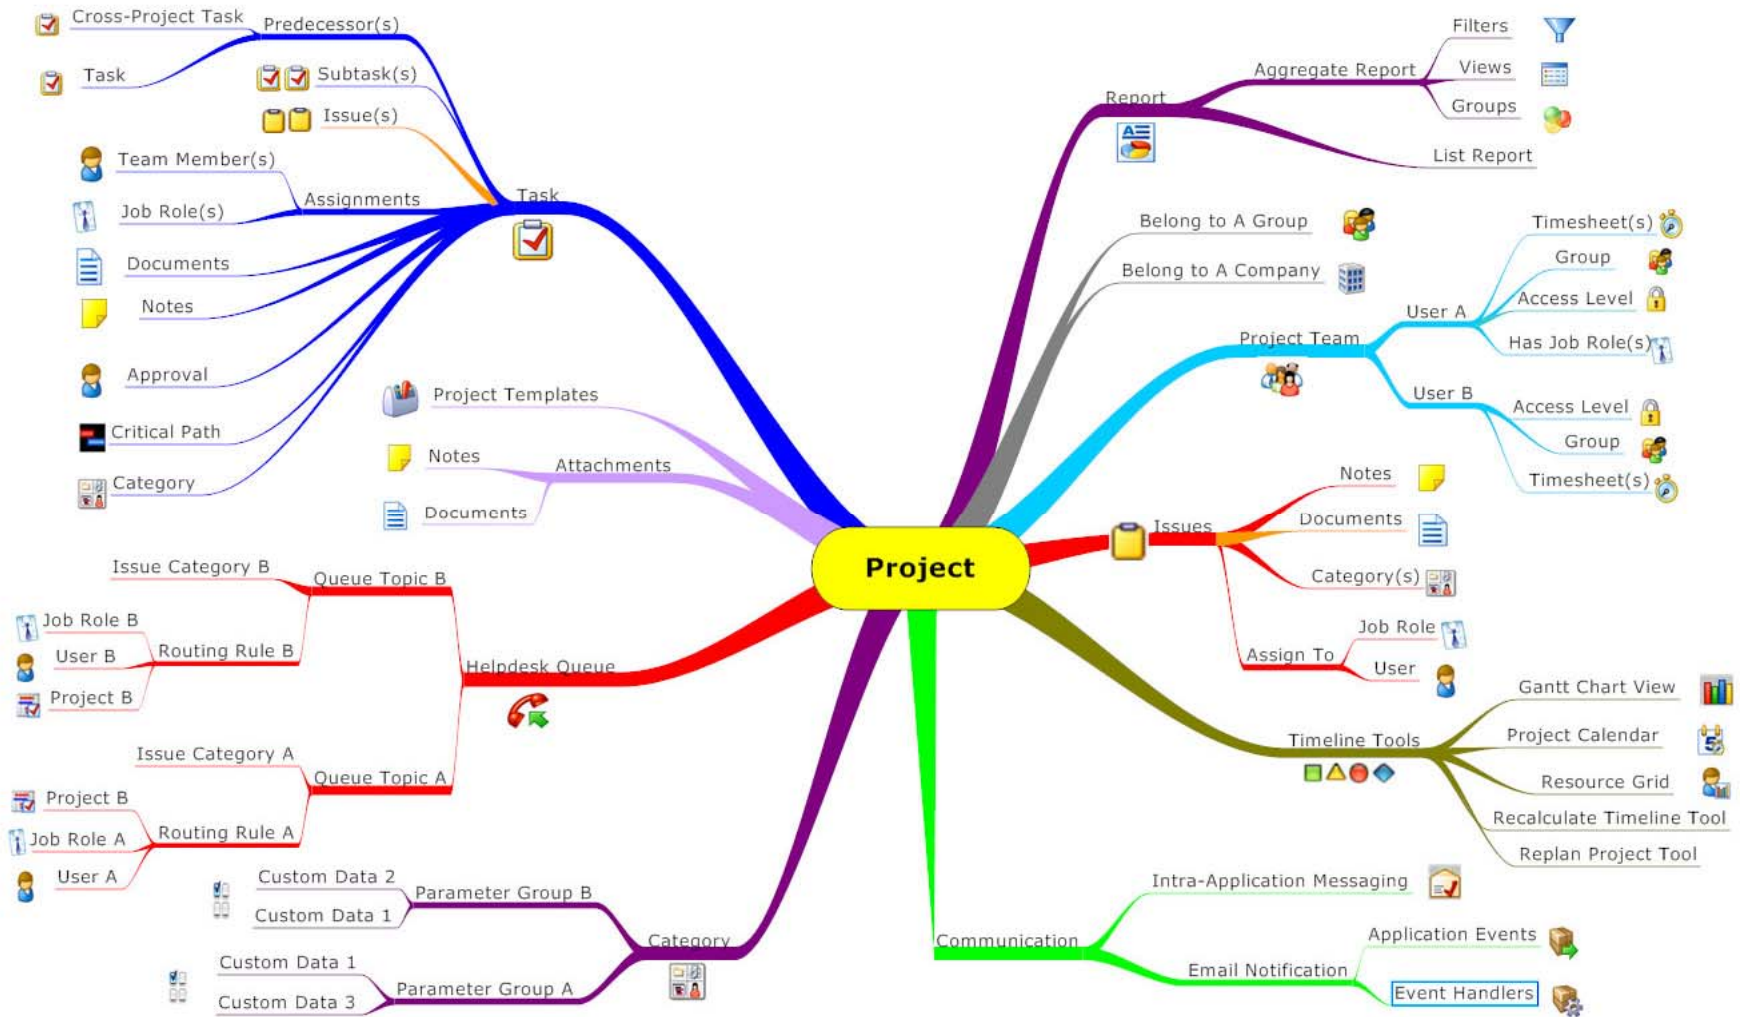 Project
Task
Predecessor(s)
Cross-Project Task
Task
Subtask(s)
Issue(s)
Assignments
Team Member(s)
Job Role(s)
Documents
Notes
Approval
Critical Path
Category
Project Templates
Attachments
Notes
Documents
Helpdesk Queue
Queue Topic B
Issue Category B
Routing Rule B
Job Role B
User B
Project B
Queue Topic A
Issue Category A
Routing Rule A
Project B
Job Role A
User A
Category
Parameter Group B
Custom Data 2
Custom Data 1
Parameter Group A
Custom Data 1
Custom Data 3
Report
Aggregate Report
Filters
Views
Groups
List Report
Belong to A Group
Belong to A Company
Project Team
User A
Timesheet(s)
Group
Access Level
Has Job Role(s)
User B
Access Level
Group
Timesheet(s)
Issues
Notes
Documents
Category(s)
Assign To
Job Role
User
Timeline Tools
Gantt Chart View
Project Calendar
Resource Grid
Recalculate Timeline Tool
Replan Project Tool
Communication
Intra-Application Messaging
Email Notification
Application Events
Event Handlers